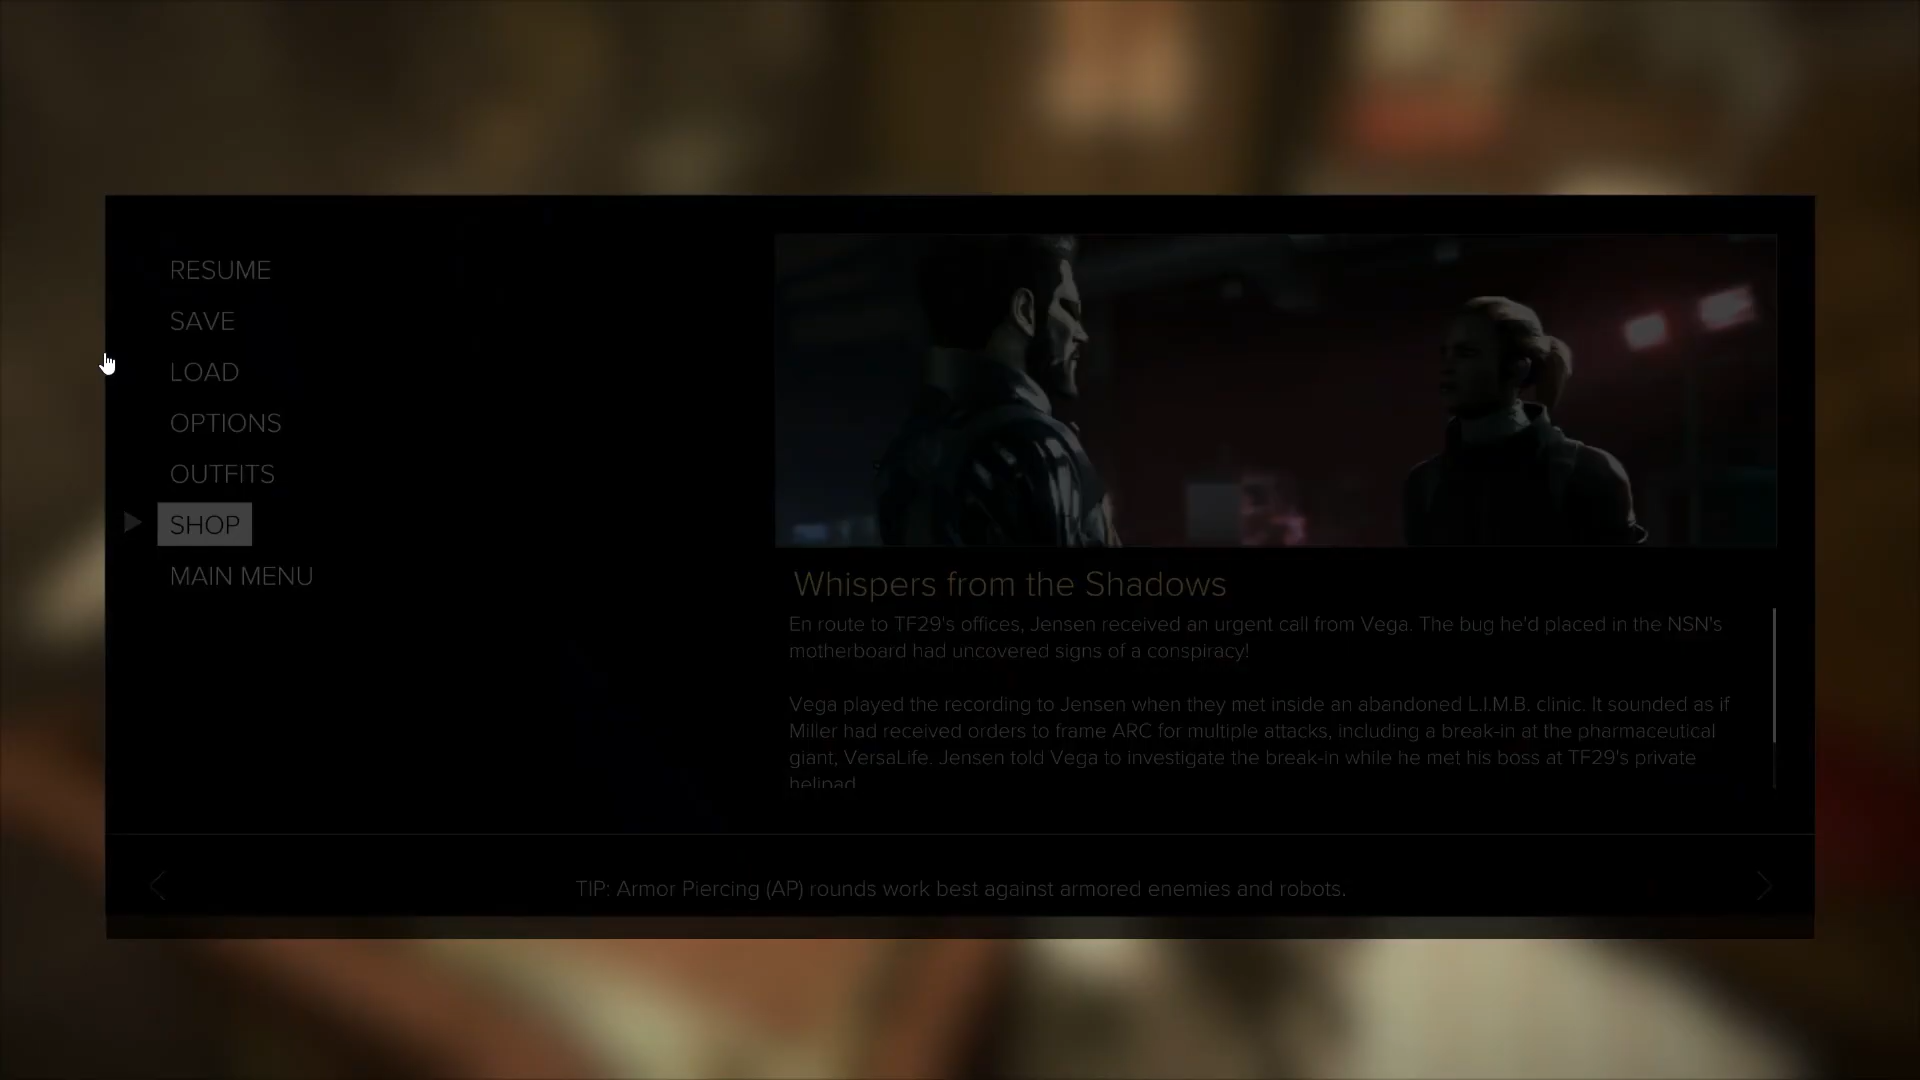 RESUME
SAVE
LOAD
OPTIONS
OUTFITS
SHOP
MAIN MENU
Whispers from the Shadows
En route to TF29's offices, Jensen received an urgent call from Vega. The bug he'd placed in the NSN's
motherboard had uncovered signs of a conspiracy!
Vega played the recording to Jensen when they met inside an abandoned L.I.M.B. clinic. It sounded as if
Miller had received orders to frame ARC for multiple attacks, including a break-in at the pharmaceutical
giant, VersaLife. Jensen told Vega to investigate the break-in while he met his boss at TF29's private
helipad.
TIP: Armor Piercing (AP) rounds work best against armored enemies and robots.